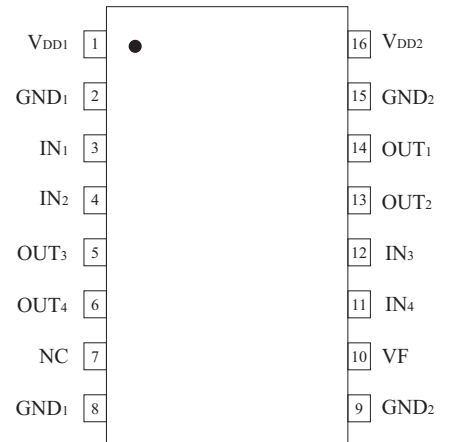 VDD1 1 16 VDD2
GND1 2 15 GND2
IN1 3 14 OUT1
IN2 4 13 OUT2
OUT3 5 12 IN3
OUT4 6 11 IN4
NC 7 10 VF
GND1 8 9 GND2